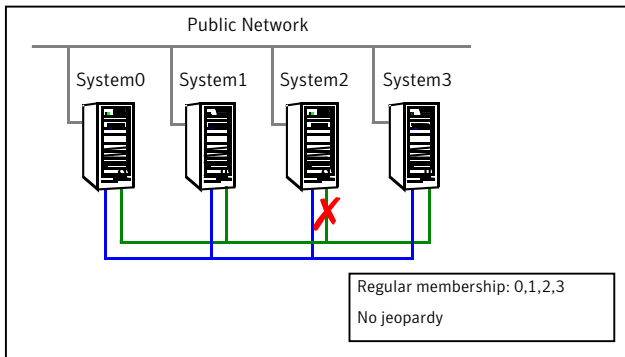 Public Network
System0 System1 System2 System3
Regular membership: 0,1,2,3
No jeopardy